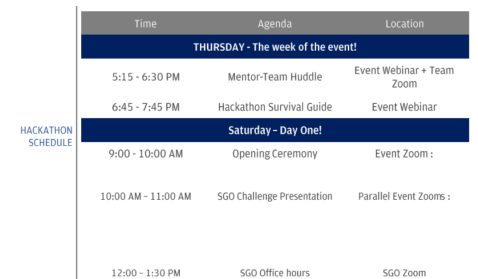 Time Agenda Location
THURSDAY - The week of the event!
5:15 - 6:30 PM Mentor-Team Huddle Event Webinar + Team
Zoom
6:45 - 7:45 PM Hackathon Survival Guide Event Webinar
HACKATHON
SCHEDULE
Saturday – Day One!
9:00 - 10:00 AM Opening Ceremony Event Zoom :
10:00 AM – 11:00 AM SGO Challenge Presentation Parallel Event Zooms :
12:00 – 1:30 PM SGO Office hours SGO Zoom